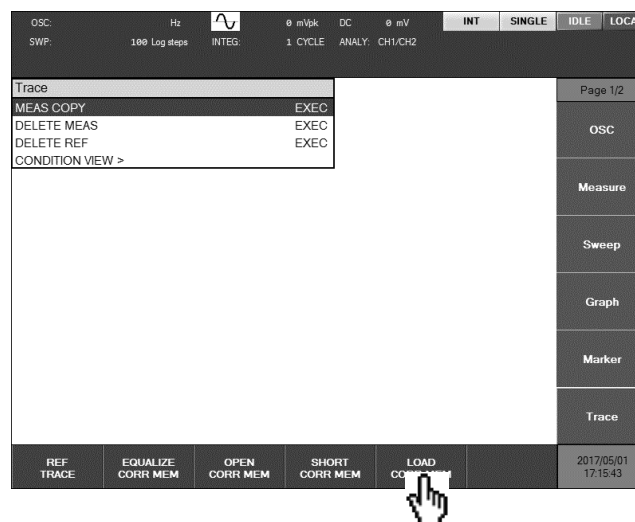 OSC: Hz 0 mVpk DC 0 mV INT SINGLE IDLE
SWP: 100 Log steps INTEG: 1 CYCLE ANALY: CH1/CH2
Trace
MEAS COPY EXEC
DELETE MEAS EXEC
DELETE REF EXEC
CONDITION VIEW >
Page 1/2
OSC
Measure
Sweep
Graph
Marker
Trace
REF
TRACE
EQUALIZE
CORR MEM
OPEN
CORR MEM
SHORT
CORR MEM
LOAD
CORR MEM
2017/05/01
17:15:43